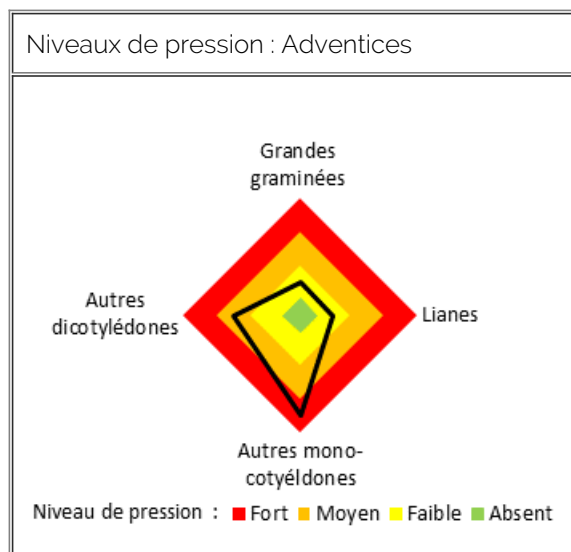 Niveaux de pression : Adventices
Grandes
graminées
Autres
dicotylédones
Lianes
Autres mono-
cotyéldones
Niveau de pression : Fort Moyen Faible Absent